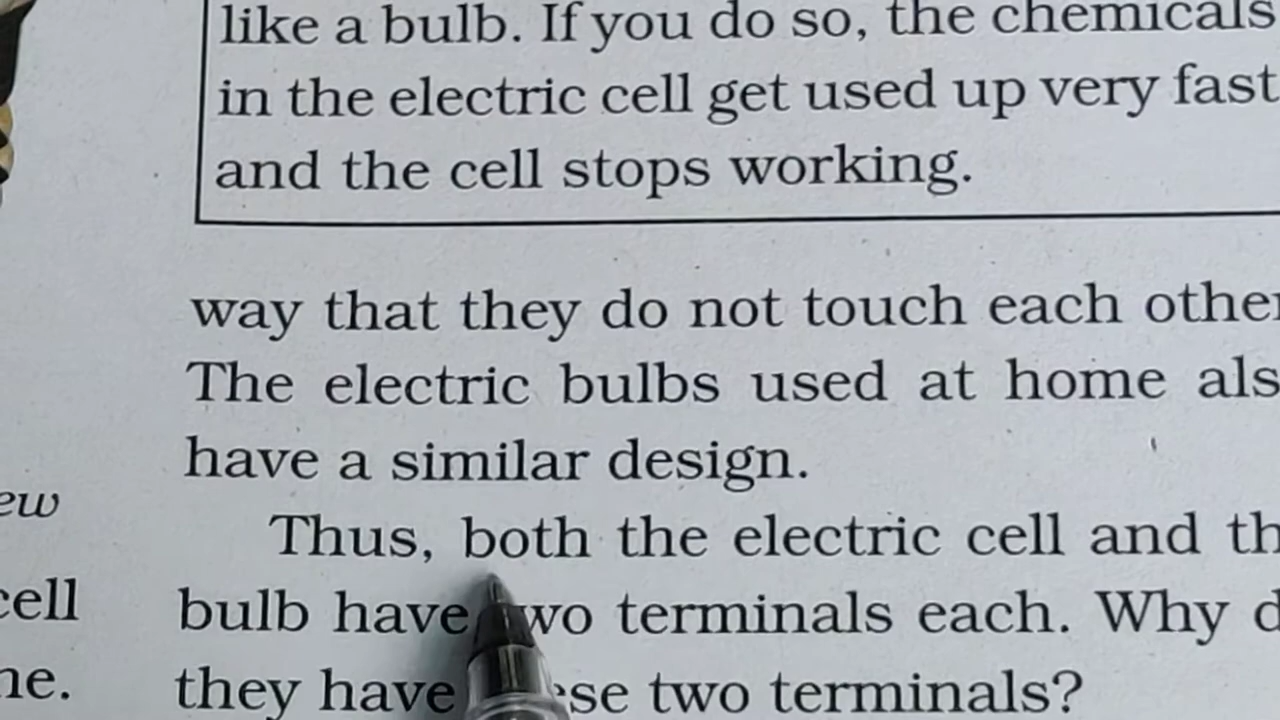 like a bulb. If you do so, the chemicals
in the electric cell get used up very fast
and the cell stops working.
way that they do not touch each other
The electric bulbs used at home als
have a similar design.
Thus, both the electric cell and th
bulb have two terminals each. Why d
they have two terminals?
ew
cell
ne.